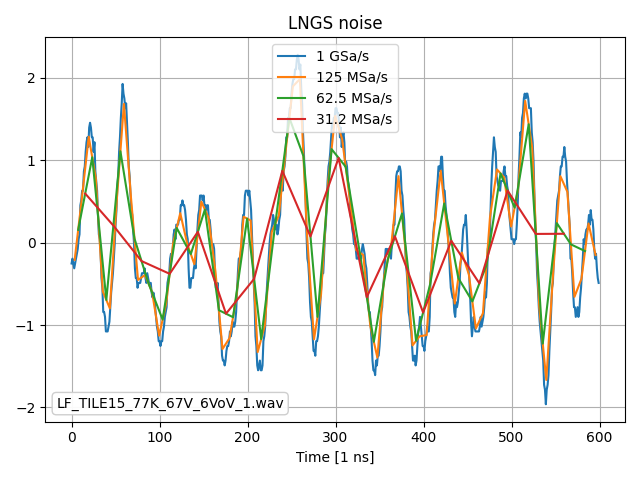 LNGS noise
1 GSa/s
125 MSa/s
62.5 MSa/s
31.2 MSa/s
2
1
0
−1
−2
LF_TILE15_77K_67V_6VoV_1.wav
0 100 200 300 400 500 600
Time [1 ns]